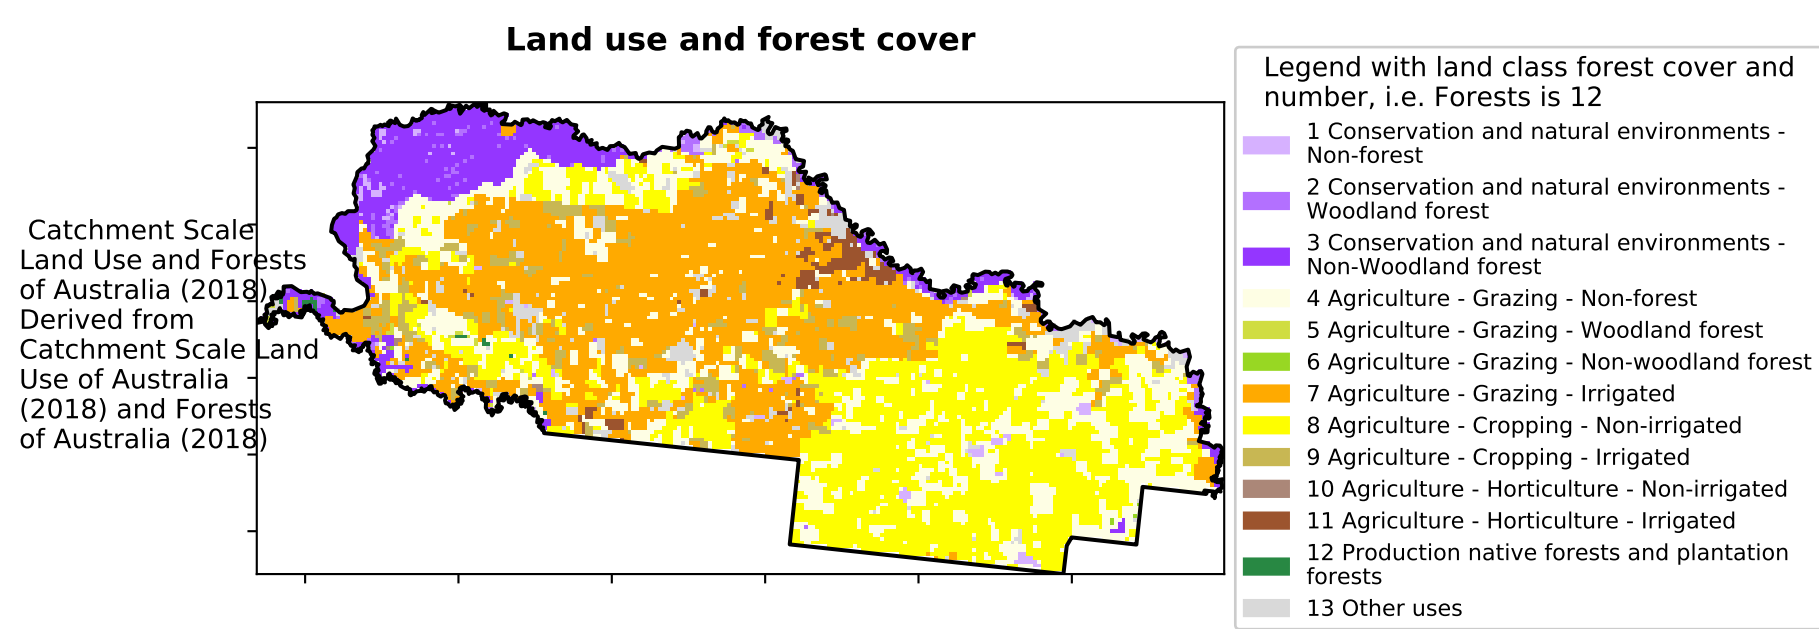 Land use and forest cover
Catchment Scale
Land Use and Forests
of Australia (2018)
Derived from
Catchment Scale Land
Use of Australia
(2018) and Forests
of Australia (2018)
Legend with land class forest cover and
number, i.e. Forests is 12
1 Conservation and natural environments -
Non-forest
2 Conservation and natural environments -
Woodland forest
3 Conservation and natural environments -
Non-Woodland forest
4 Agriculture - Grazing - Non-forest
5 Agriculture - Grazing - Woodland forest
6 Agriculture - Grazing - Non-woodland forest
7 Agriculture - Grazing - Irrigated
8 Agriculture - Cropping - Non-irrigated
9 Agriculture - Cropping - Irrigated
10 Agriculture - Horticulture - Non-irrigated
11 Agriculture - Horticulture - Irrigated
12 Production native forests and plantation
forests
13 Other uses